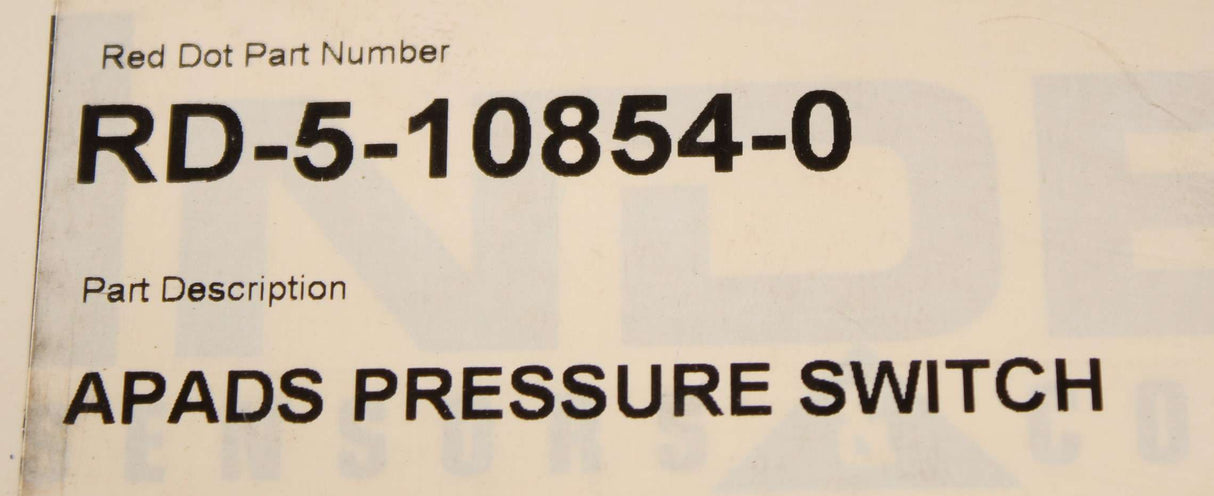 Red Dot Part Number
RD-5-10854-0
Part Description
APADS PRESSURE SWITCH